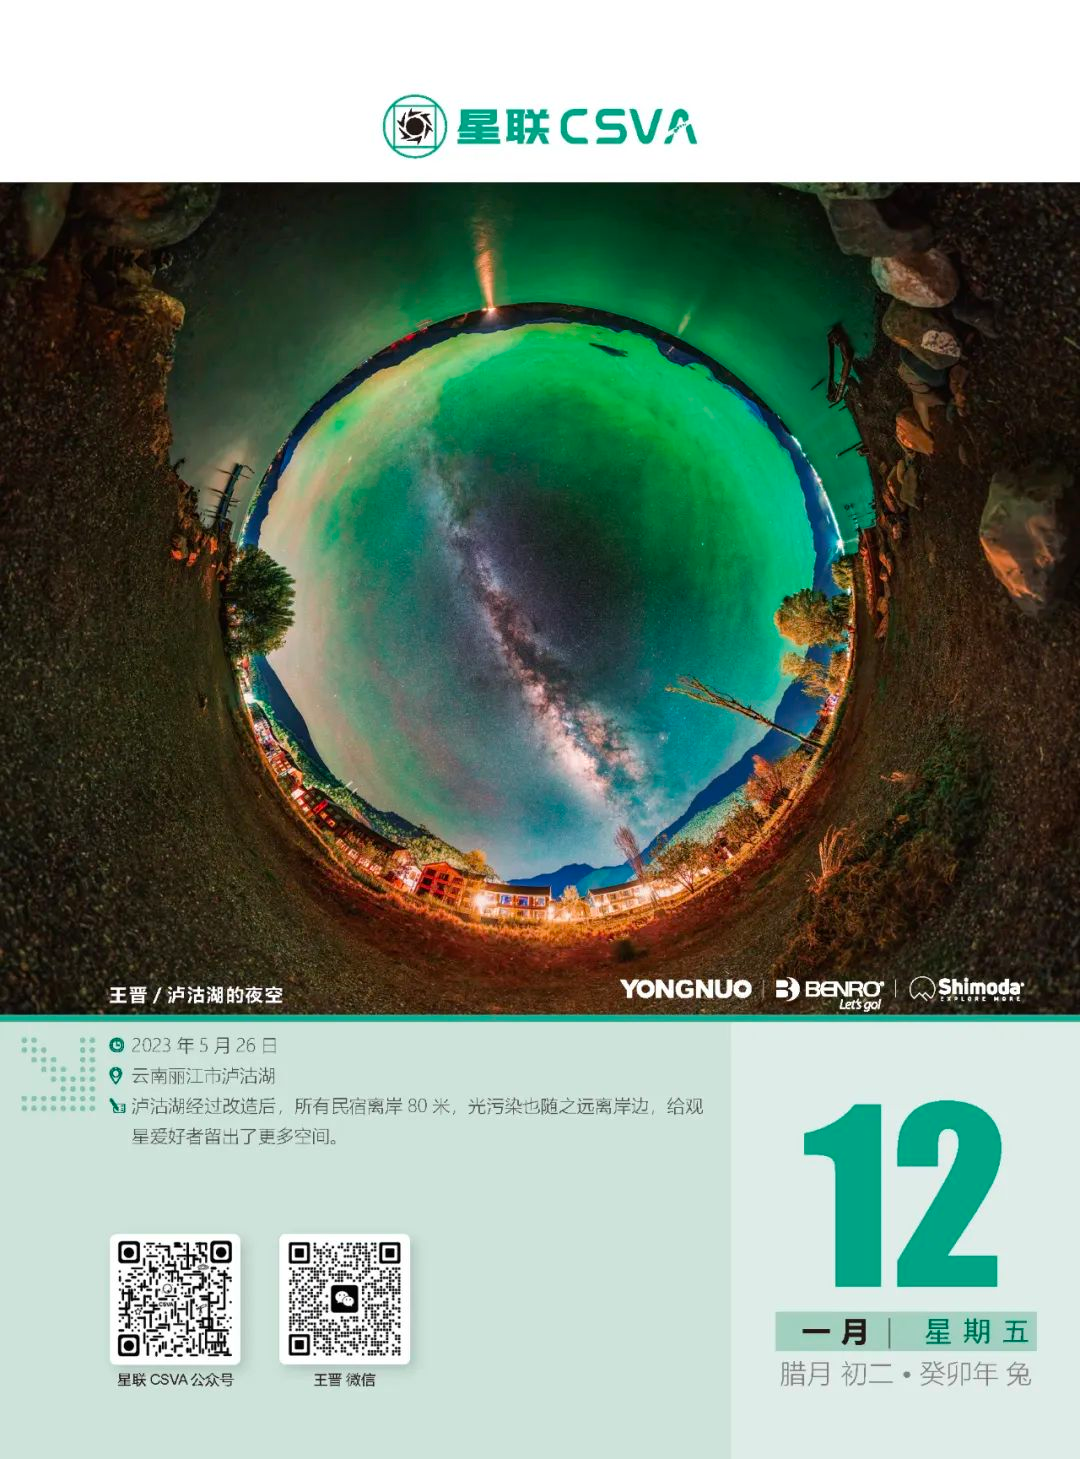 星联CSVA
王晋 / 泸沽湖的夜空
YONGNUO | BENRO Let's go! | Shimoda EXPLORE MORE
2023 年 5 月 26 日
云南丽江市泸沽湖
泸沽湖经过改造后，所有民宿离岸 80 米，光污染也随之远离岸边，给观
星爱好者留出了更多空间。
12
一月 | 星期五
腊月 初二 • 癸卯年 兔
星联 CSVA 公众号
王晋 微信